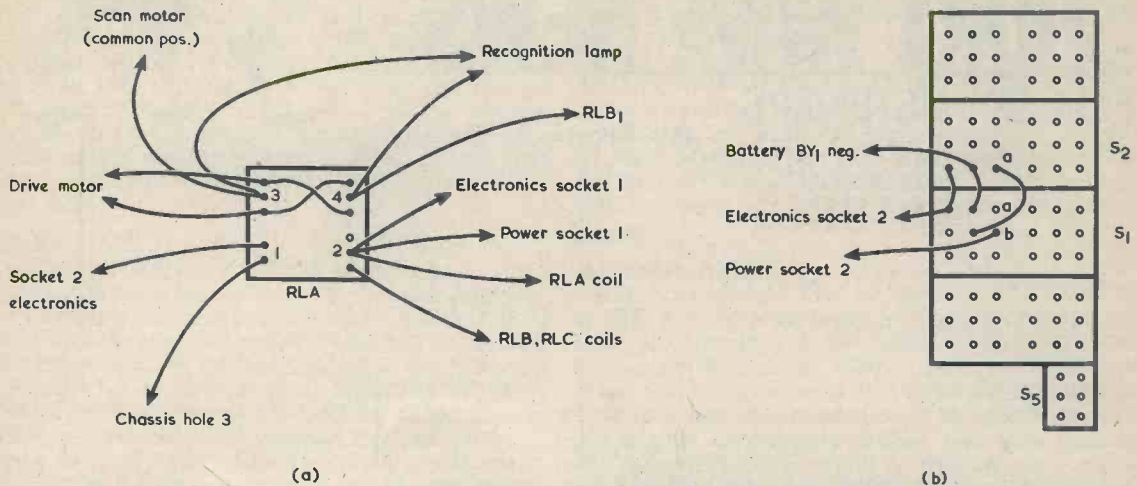 Scan motor
(common pos.)
Recognition lamp
RLB1
Drive motor
3
4
Electronics socket 1
Power socket 1
1
2
Socket 2
electronics
RLA coil
RLA
RLB, RLC coils
Chassis hole 3
(a)
Battery BY1 neg.
a
S2
Electronics socket 2
a
S1
b
Power socket 2
S5
(b)